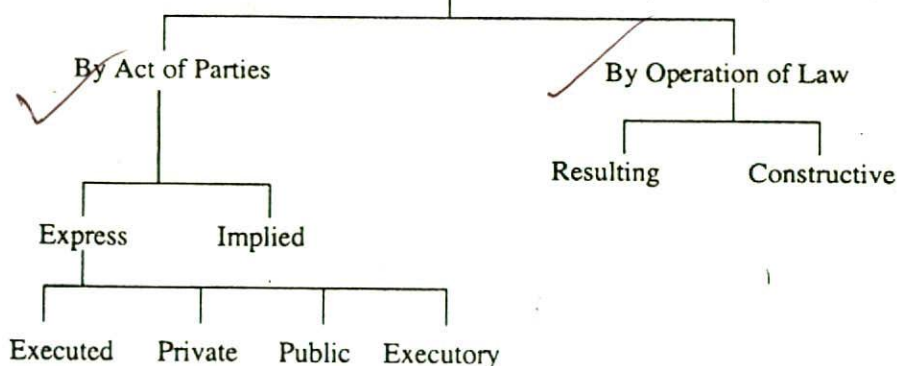 By Act of Parties By Operation of Law
Resulting Constructive
Express Implied
Executed Private Public Executory